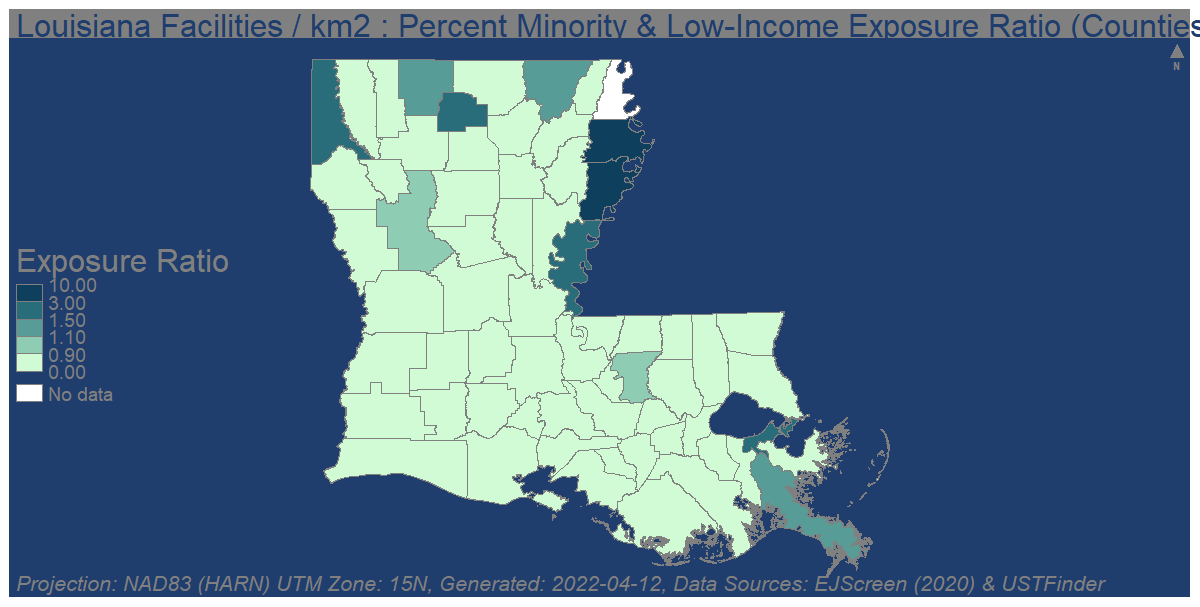 Louisiana Facilities / km2 : Percent Minority & Low-Income Exposure Ratio (Counties
N
Exposure Ratio
10.00
3.00
1.50
1.10
0.90
0.00
No data
Projection: NAD83 (HARN) UTM Zone: 15N, Generated: 2022-04-12, Data Sources: EJScreen (2020) & USTFinder